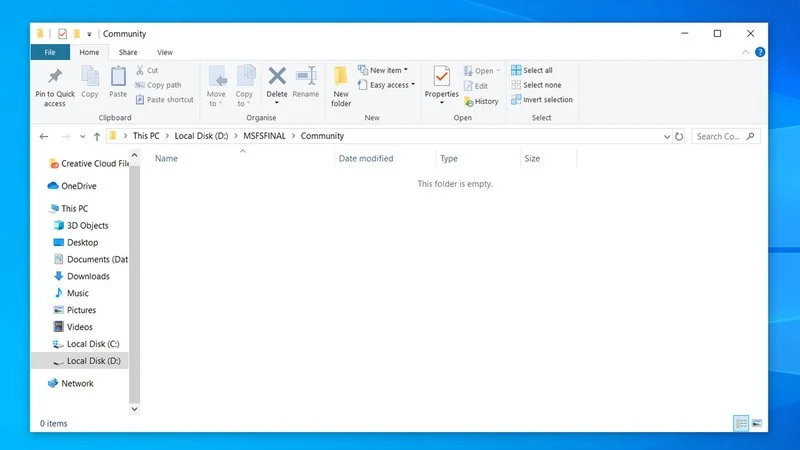 Community
File Home Share View
Pin to Quick access
Copy
Paste
Cut
Copy path
Paste shortcut
Clipboard
Move to
Copy to
Delete
Rename
Organise
New folder
New item
Easy access
New
Properties
Open
Edit
History
Open
Select all
Select none
Invert selection
Select
This PC Local Disk (D:) MSFSFINAL Community
Search Co...
Name Date modified Type Size
This folder is empty.
Creative Cloud File
OneDrive
This PC
3D Objects
Desktop
Documents (Dat
Downloads
Music
Pictures
Videos
Local Disk (C:)
Local Disk (D:)
Network
0 items